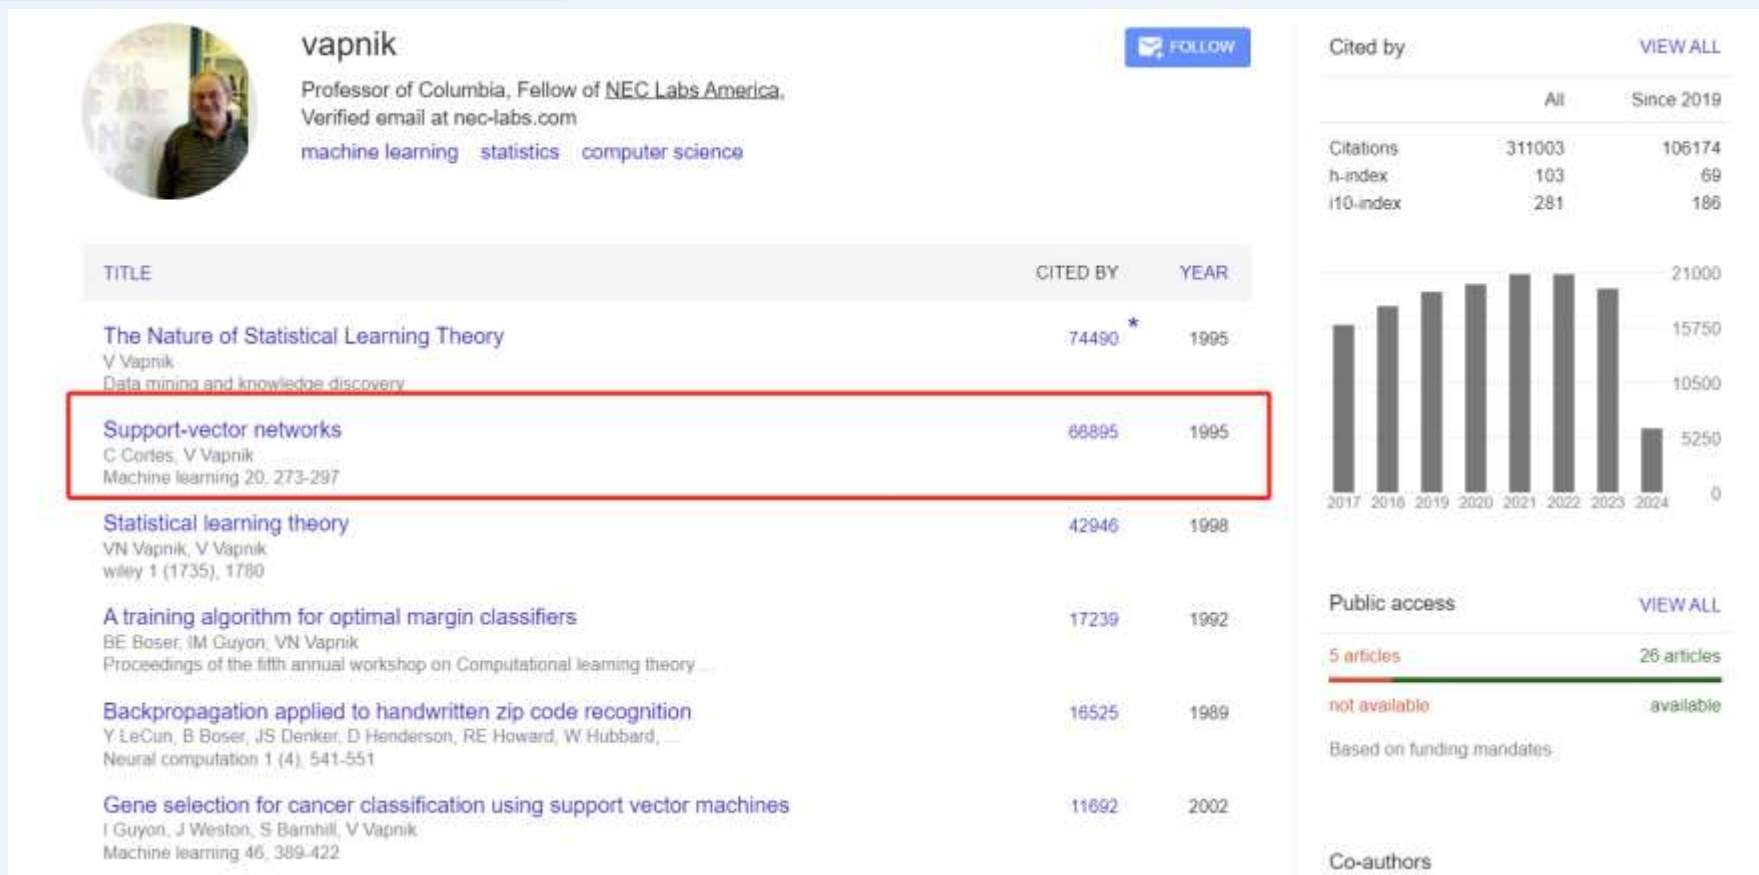 vapnik
FOLLOW
Professor of Columbia, Fellow of NEC Labs America,
Verified email at nec-labs.com
machine learning statistics computer science
TITLE CITED BY YEAR
The Nature of Statistical Learning Theory 74490 * 1995
V Vapnik
Data mining and knowledge discovery
Support-vector networks 66895 1995
C Cortes, V Vapnik
Machine learning 20, 273-297
Statistical learning theory 42946 1998
VN Vapnik, V Vapnik
wiley 1 (1735), 1780
A training algorithm for optimal margin classifiers 17239 1992
BE Boser, IM Guyon, VN Vapnik
Proceedings of the fifth annual workshop on Computational learning theory ...
Backpropagation applied to handwritten zip code recognition 16525 1989
Y LeCun, B Boser, JS Denker, D Henderson, RE Howard, W Hubbard, ...
Neural computation 1 (4), 541-551
Gene selection for cancer classification using support vector machines 11692 2002
I Guyon, J Weston, S Barnhill, V Vapnik
Machine learning 46, 389-422
Cited by VIEW ALL
All Since 2019
Citations 311003 106174
h-index 103 69
i10-index 281 186
21000
15750
10500
5250
0
2017 2018 2019 2020 2021 2022 2023 2024
Public access VIEW ALL
5 articles 26 articles
not available available
Based on funding mandates
Co-authors